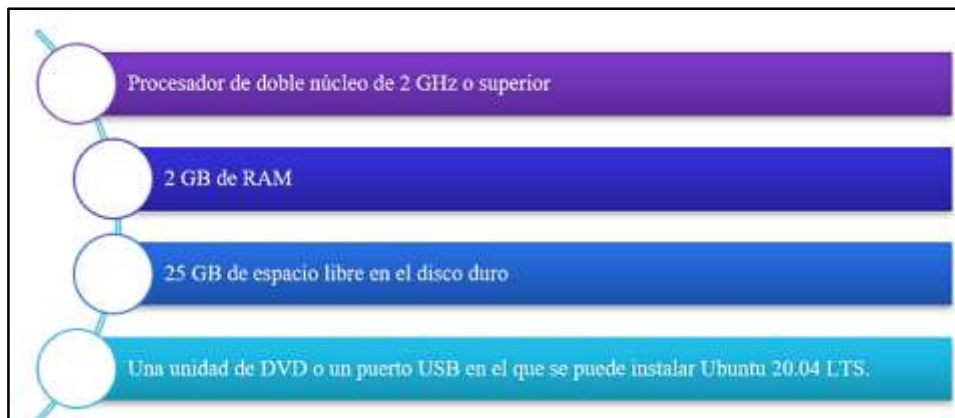 Procesador de doble núcleo de 2 GHz o superior
2 GB de RAM
25 GB de espacio libre en el disco duro
Una unidad de DVD o un puerto USB en el que se puede instalar Ubuntu 20.04 LTS.